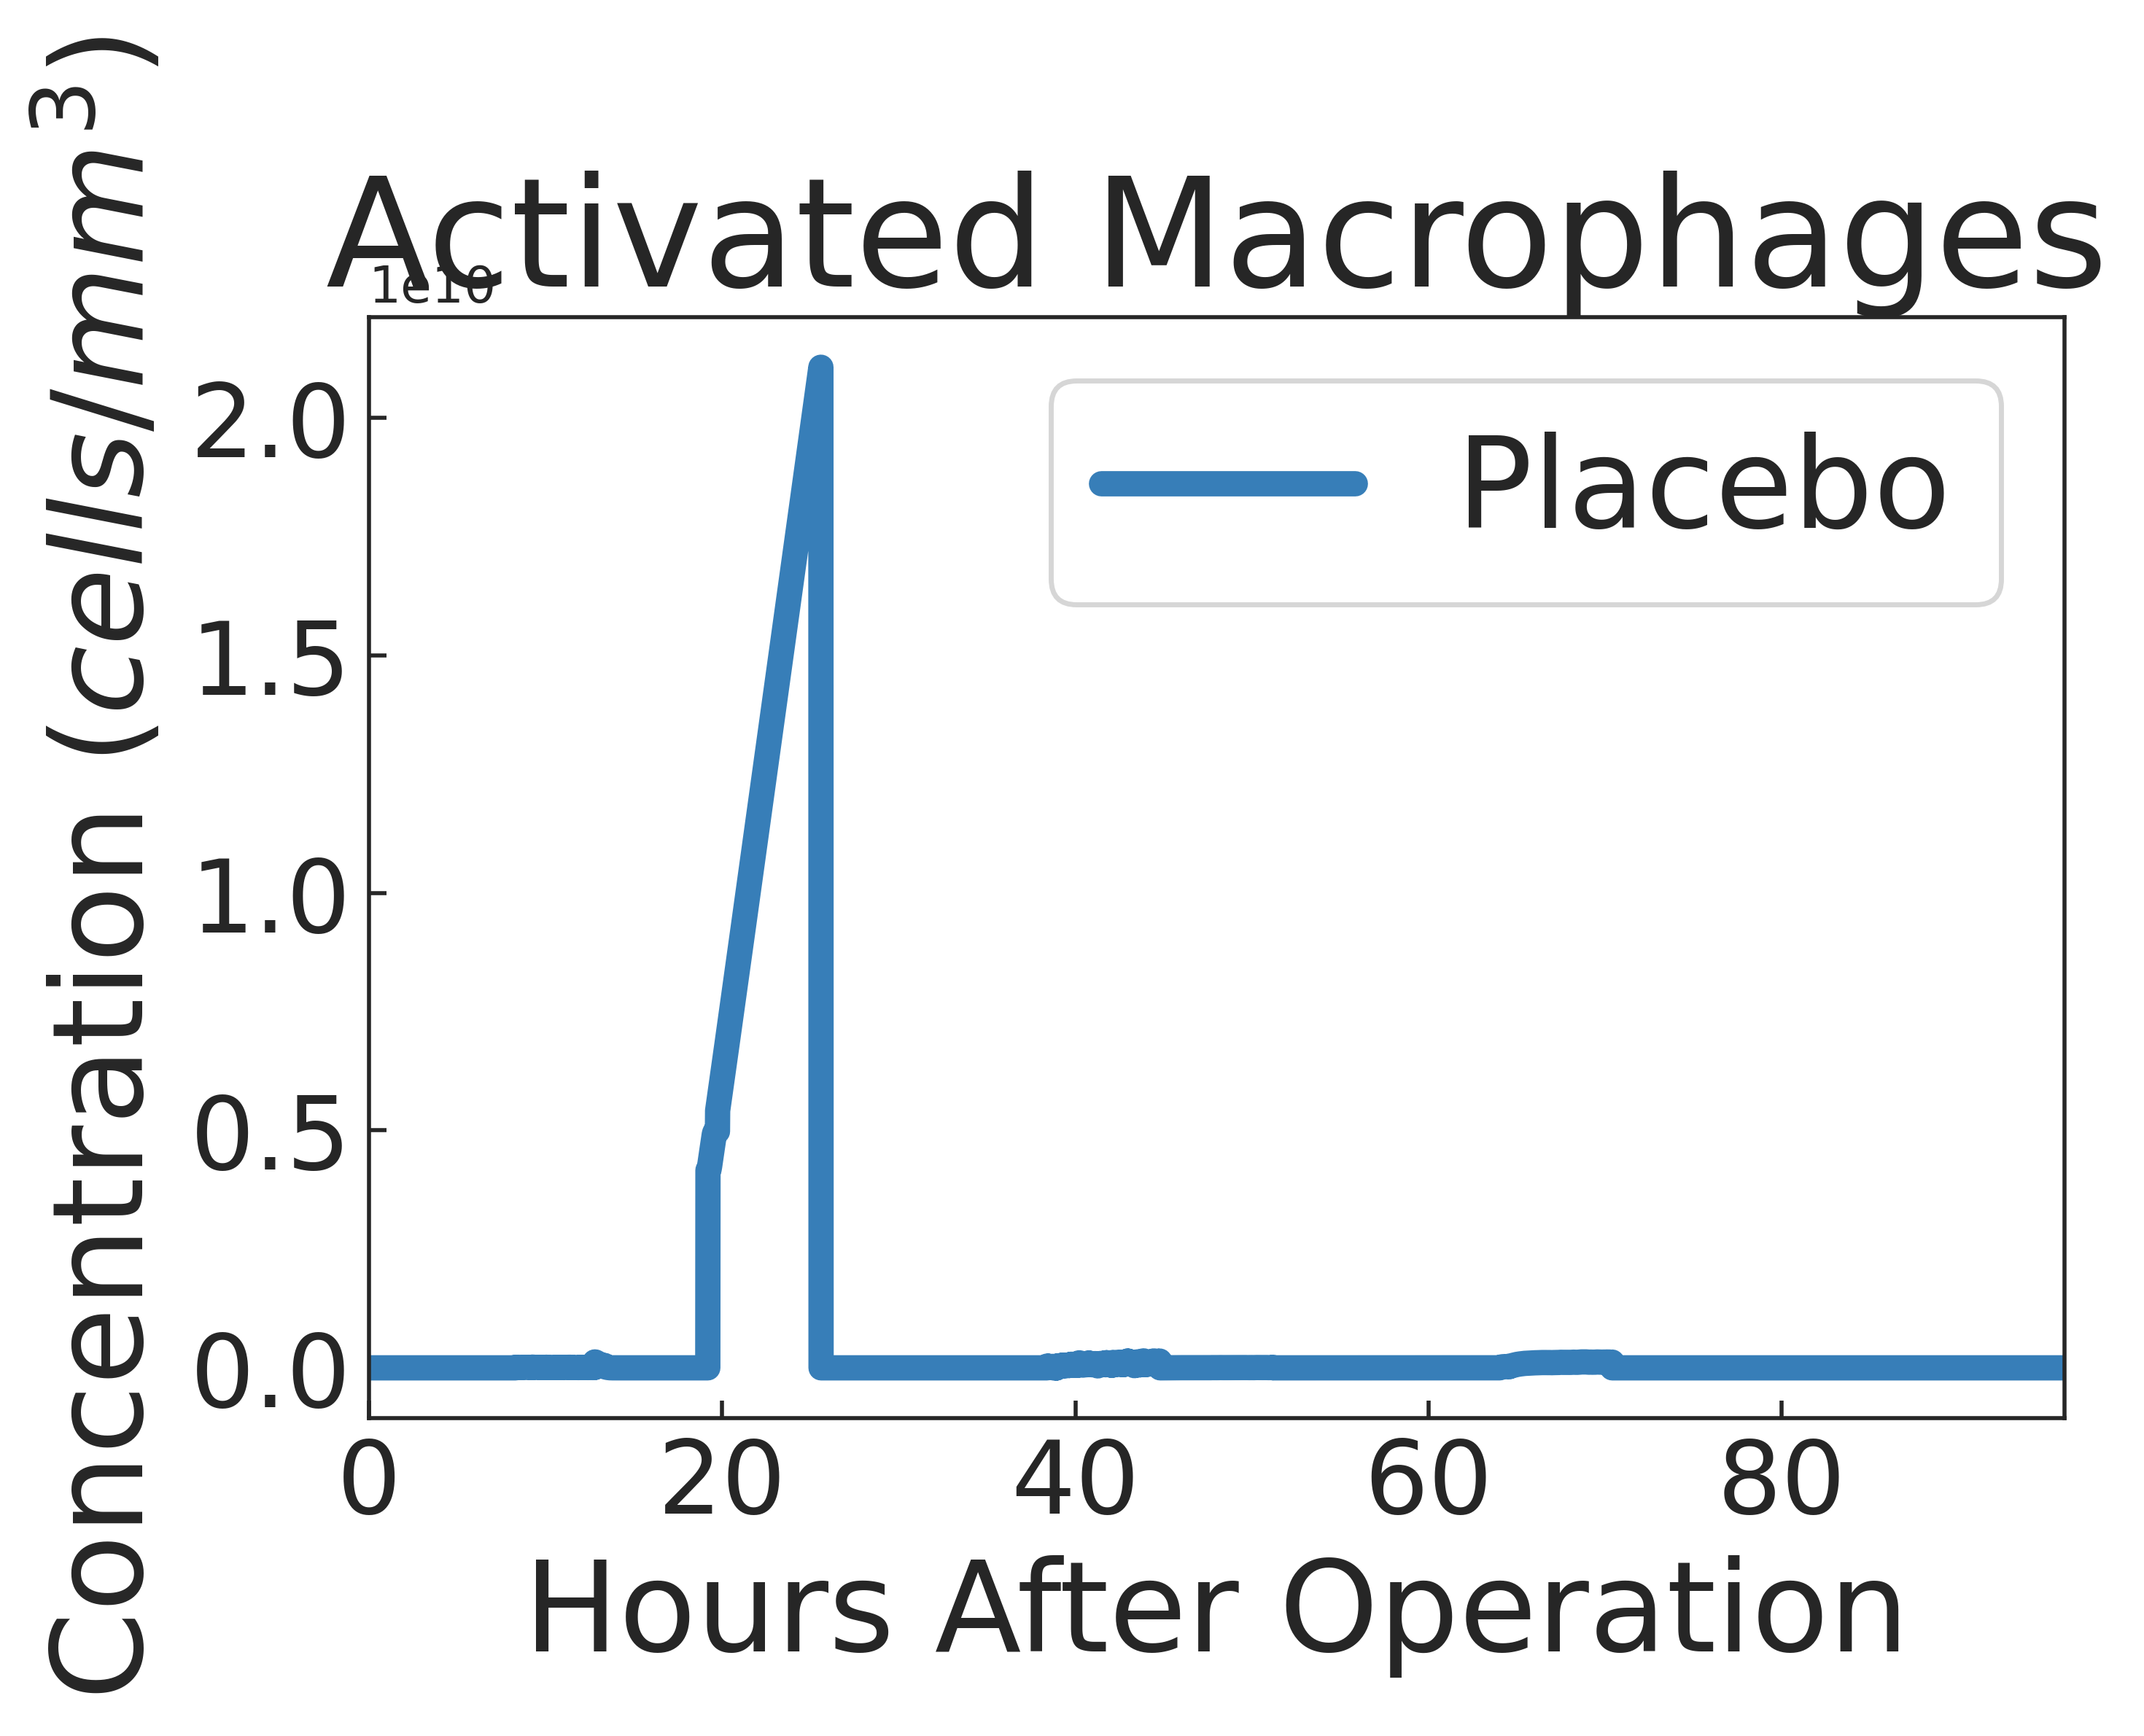 Activated Macrophages
1e10
Concentration (cells/mm³)
2.0
1.5
1.0
0.5
0.0
Placebo
0 20 40 60 80
Hours After Operation